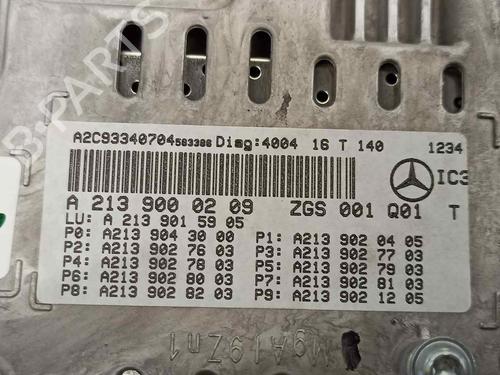 A2C93340704583386 Diag:4004 16 T 140 1234
IC3
A 213 900 02 09 ZGS 001 Q01 T
LU: A 213 901 59 05
P0: A213 904 30 00 P1: A213 902 04 05
P2: A213 902 76 03 P3: A213 902 77 03
P4: A213 902 78 03 P5: A213 902 79 03
P6: A213 902 80 03 P7: A213 902 81 03
P8: A213 902 82 03 P9: A213 902 12 05
MgAl9Zn1
B-PARTS